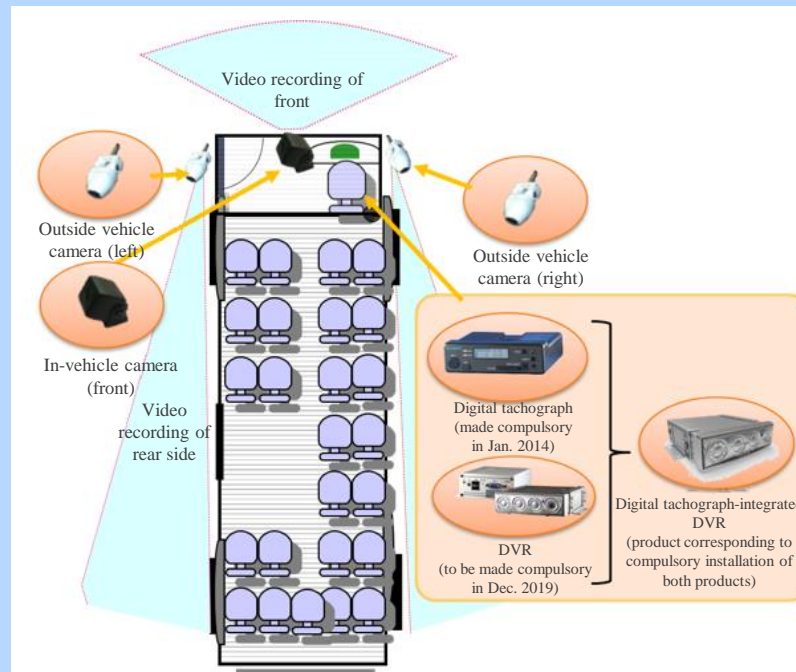 Video recording of
front
Outside vehicle
camera (left)
Outside vehicle
camera (right)
In-vehicle camera
(front)
Video
recording of
rear side
Digital tachograph
(made compulsory
in Jan. 2014)
DVR
(to be made compulsory
in Dec. 2019)
Digital tachograph-integrate
DVR
(product corresponding to
compulsory installation of
both products)